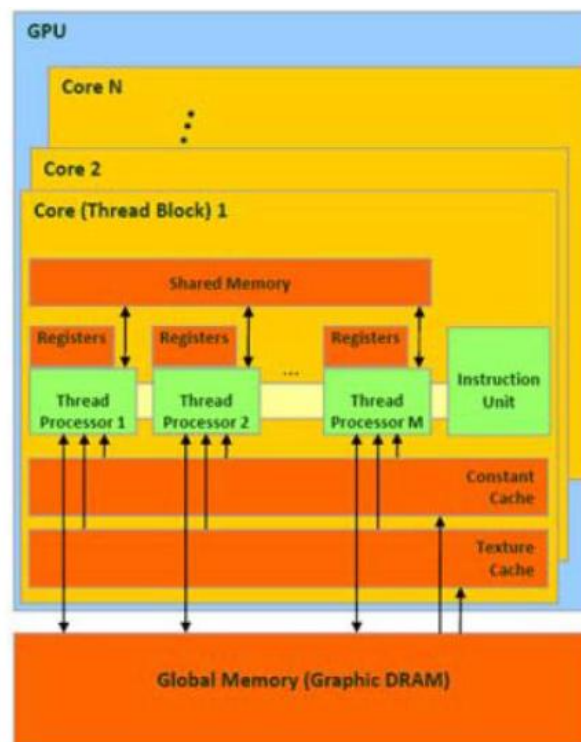 GPU
Core N
Core 2
Core (Thread Block) 1
Shared Memory
Registers
Registers
Registers
...
Thread
Processor 1
Thread
Processor 2
Thread
Processor M
Instruction
Unit
Constant
Cache
Texture
Cache
Global Memory (Graphic DRAM)